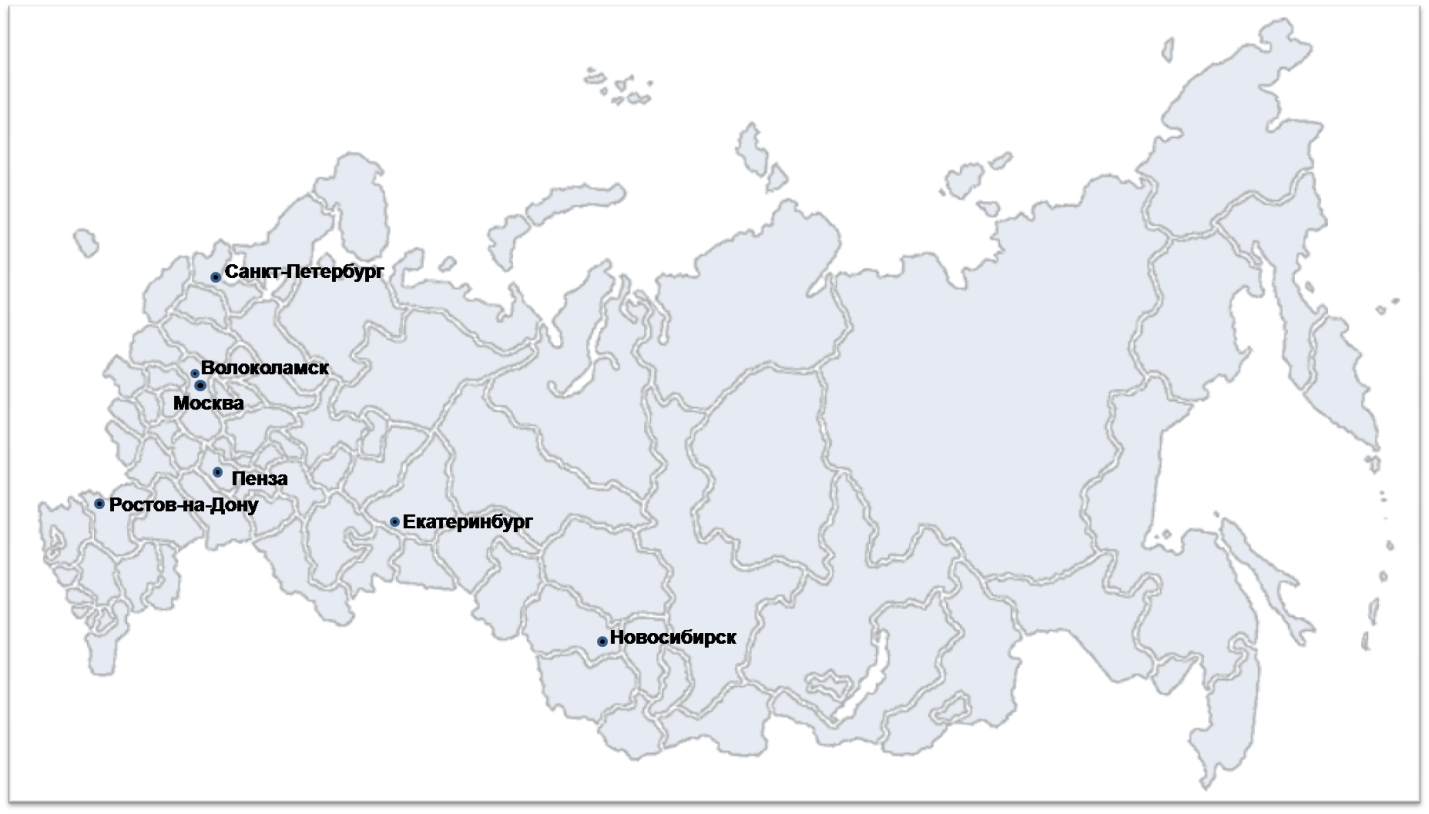 Санкт-Петербург
Волоколамск
Москва
Пенза
Ростов-на-Дону
Екатеринбург
Новосибирск